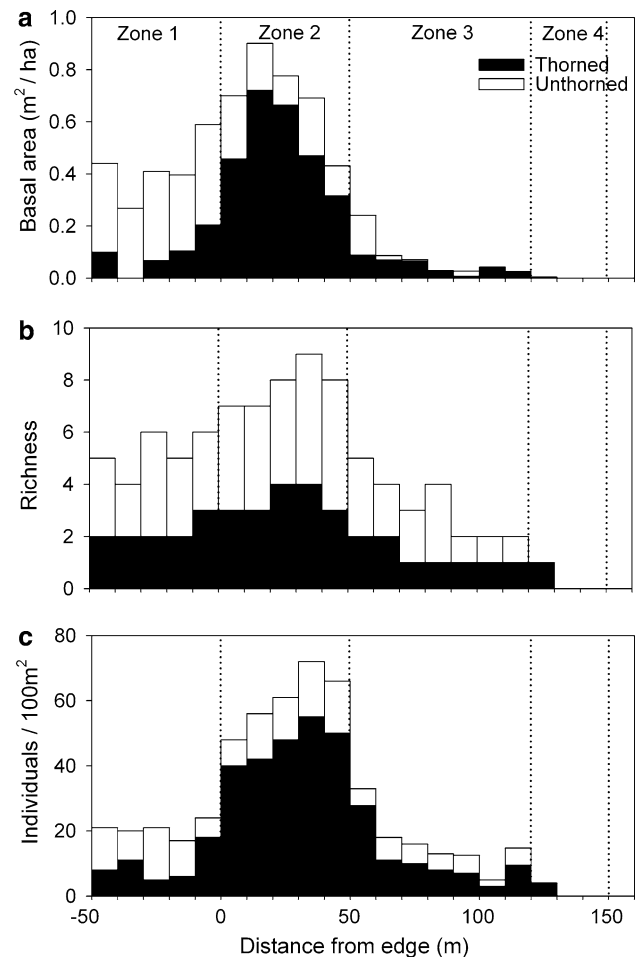 a
1.0
Zone 1
Zone 2
Zone 3
Zone 4
Thorned
Unthorned
0.8
0.6
0.4
0.2
0.0
Basal area (m² / ha)
b
10
8
6
4
2
0
Richness
c
80
60
40
20
0
Individuals / 100m²
-50
0
50
100
150
Distance from edge (m)